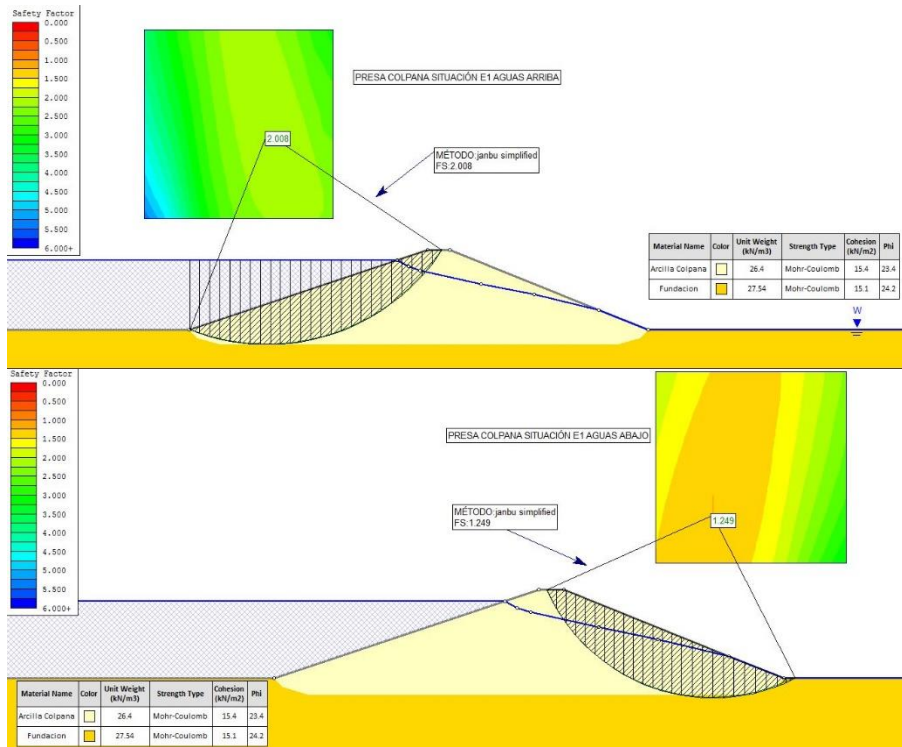 Safety Factor
0.000
0.500
1.000
1.500
2.000
2.500
3.000
3.500
4.000
4.500
5.000
5.500
6.000+
PRESA COLPANA SITUACIÓN E1 AGUAS ARRIBA
2.008
MÉTODO:janbu simplified
FS:2.008
Material Name Color Unit Weight (kN/m3) Strength Type Cohesion (kN/m2) Phi
Arcilla Colpana 26.4 Mohr-Coulomb 15.4 23.4
Fundacion 27.54 Mohr-Coulomb 15.1 24.2
W
Safety Factor
0.000
0.500
1.000
1.500
2.000
2.500
3.000
3.500
4.000
4.500
5.000
5.500
6.000+
PRESA COLPANA SITUACIÓN E1 AGUAS ABAJO
MÉTODO:janbu simplified
FS:1.249
1.249
Material Name Color Unit Weight (kN/m3) Strength Type Cohesion (kN/m2) Phi
Arcilla Colpana 26.4 Mohr-Coulomb 15.4 23.4
Fundacion 27.54 Mohr-Coulomb 15.1 24.2